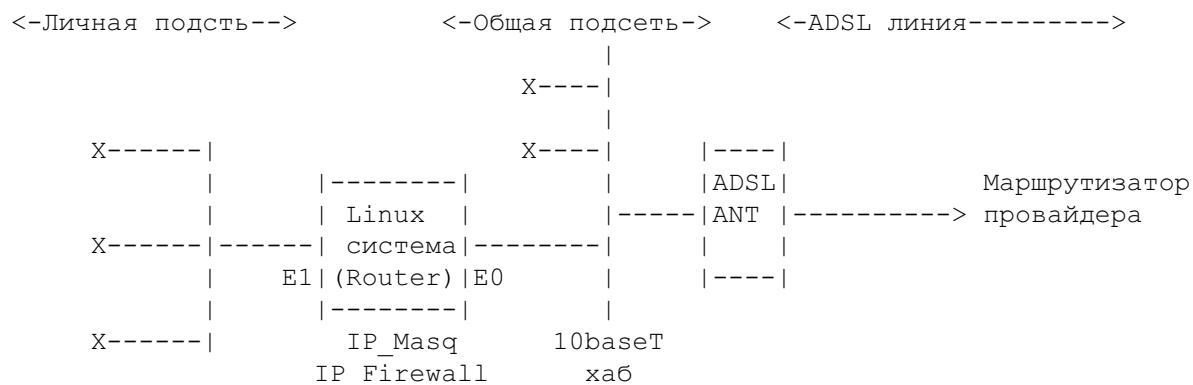 <-Личная подсть--> <-Общая подсеть-> <-ADSL линия--------->
|
X----|
|
X------| X----| |----|
| |--------| | |ADSL| Маршрутизатор
| | Linux | |-----|ANT |----------> провайдера
X------|------| система|--------| | |
| E1|(Router)|E0 | |----|
| |--------| |
X------| IP_Masq 10baseT
IP Firewall хаб